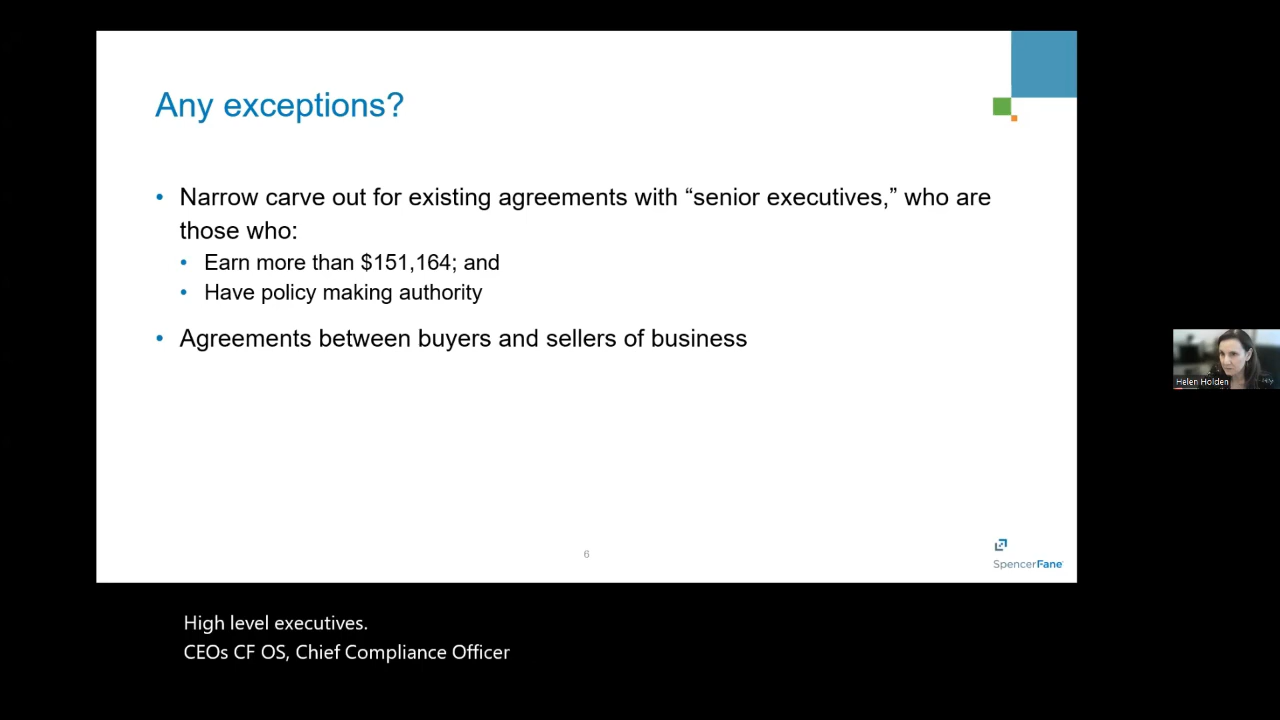 Any exceptions?
• Narrow carve out for existing agreements with “senior executives,” who are
those who:
• Earn more than $151,164; and
• Have policy making authority
• Agreements between buyers and sellers of business
Helen Holden
6
SpencerFane
High level executives.
CEOs CF OS, Chief Compliance Officer